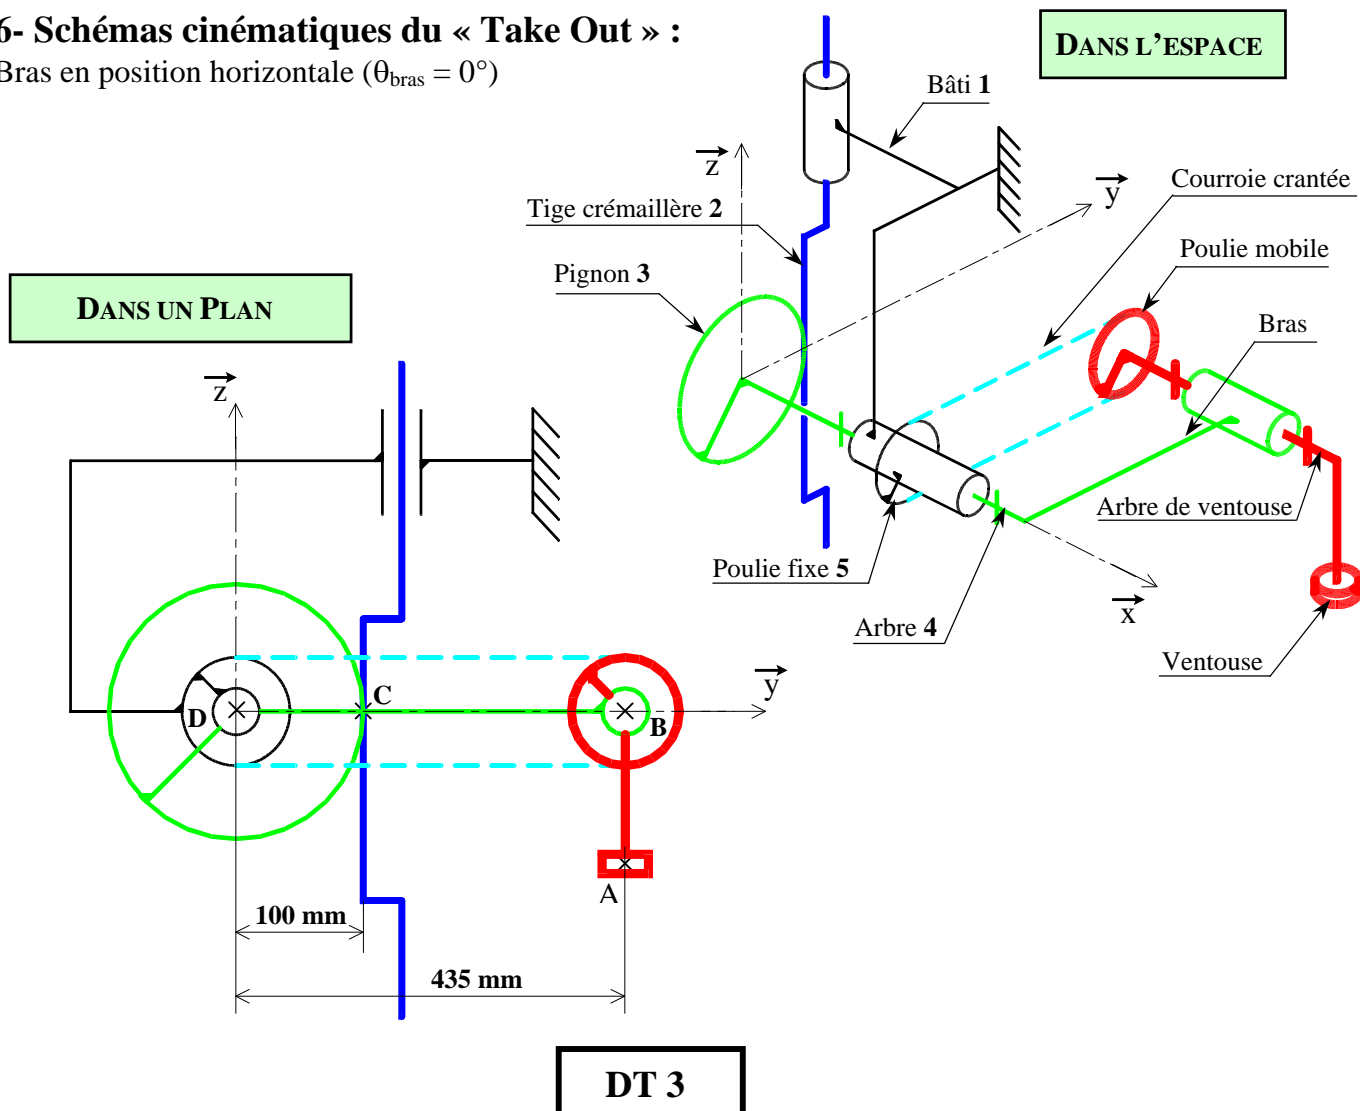 6- Schémas cinématiques du « Take Out » :
Bras en position horizontale (θbras = 0°)
DANS L'ESPACE
Bâti 1
z
y
Courroie crantée
Tige crémaillère 2
Poulie mobile
Pignon 3
Bras
DANS UN PLAN
z
Arbre de ventouse
Poulie fixe 5
x
Arbre 4
Ventouse
y
C
D
B
A
100 mm
435 mm
DT 3